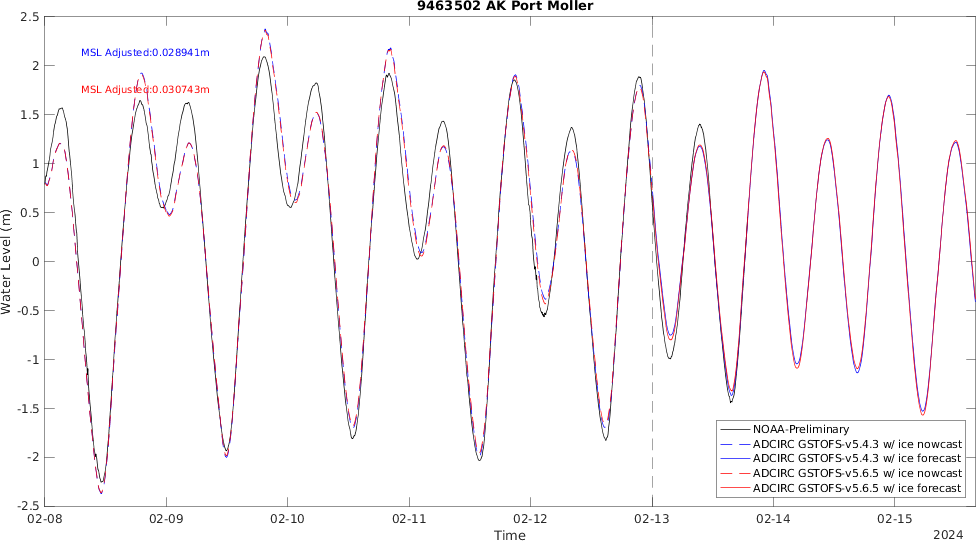 9463502 AK Port Moller
MSL Adjusted:0.028941m
MSL Adjusted:0.030743m
Water Level (m)
2.5
2
1.5
1
0.5
0
-0.5
-1
-1.5
-2
-2.5
NOAA-Preliminary
ADCIRC GSTOFS-v5.4.3 w/ ice nowcast
ADCIRC GSTOFS-v5.4.3 w/ ice forecast
ADCIRC GSTOFS-v5.6.5 w/ ice nowcast
ADCIRC GSTOFS-v5.6.5 w/ ice forecast
02-08 02-09 02-10 02-11 02-12 02-13 02-14 02-15
Time
2024